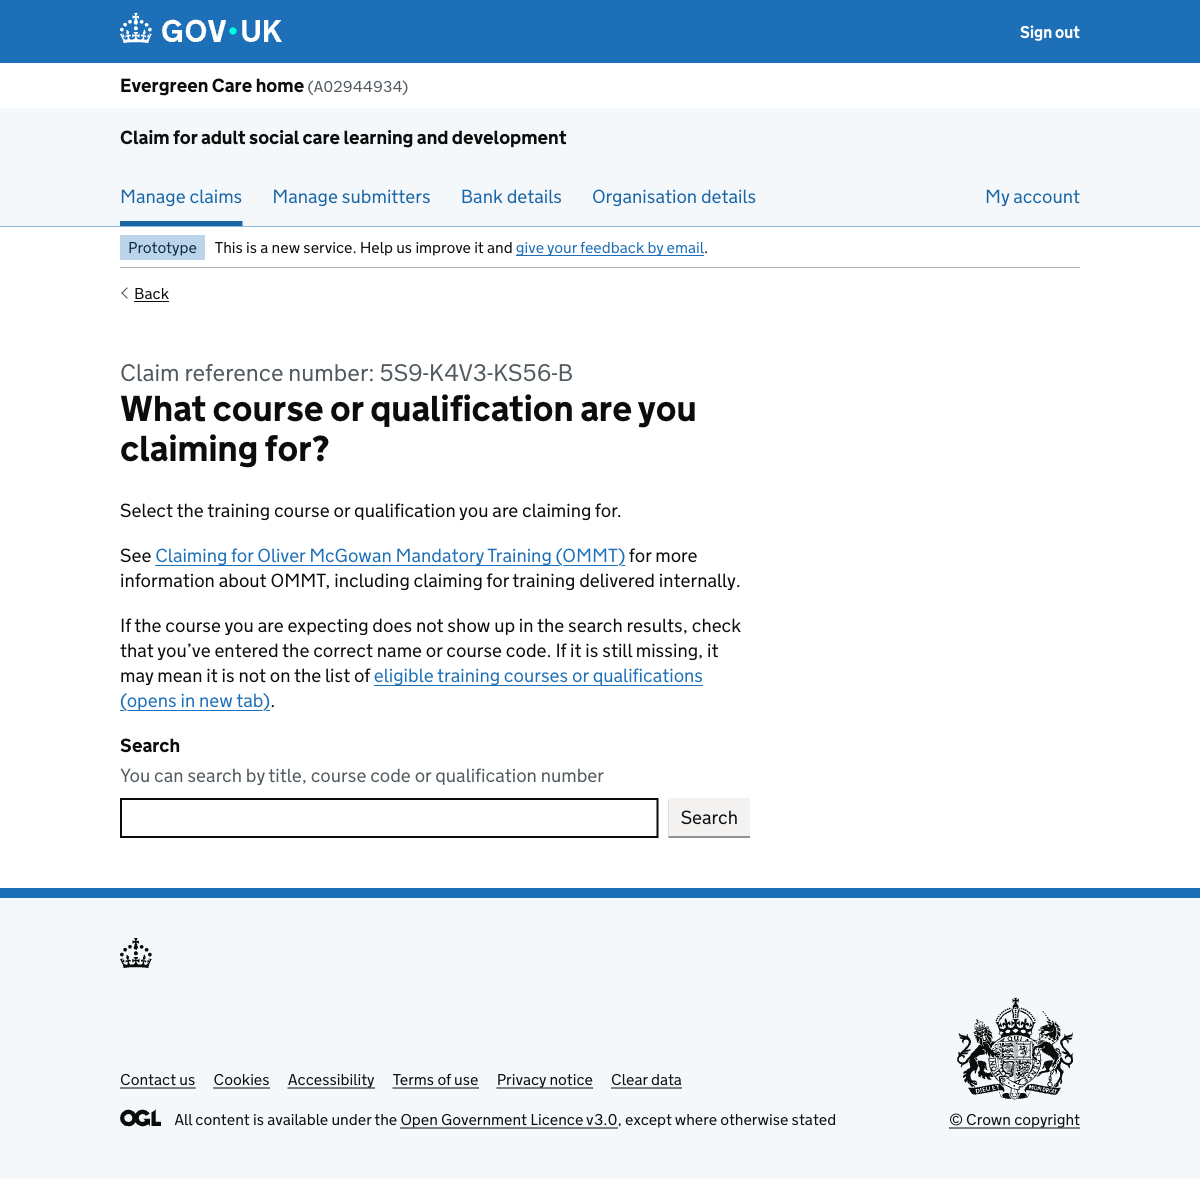 GOV•UK
Sign out
Evergreen Care home (A02944934)
Claim for adult social care learning and development
Manage claims Manage submitters Bank details Organisation details My account
Prototype This is a new service. Help us improve it and give your feedback by email.
Back
Claim reference number: 5S9-K4V3-KS56-B
What course or qualification are you
claiming for?
Select the training course or qualification you are claiming for.
See Claiming for Oliver McGowan Mandatory Training (OMMT) for more
information about OMMT, including claiming for training delivered internally.
If the course you are expecting does not show up in the search results, check
that you’ve entered the correct name or course code. If it is still missing, it
may mean it is not on the list of eligible training courses or qualifications
(opens in new tab).
Search
You can search by title, course code or qualification number
Search
Contact us Cookies Accessibility Terms of use Privacy notice Clear data
OGL All content is available under the Open Government Licence v3.0, except where otherwise stated
© Crown copyright